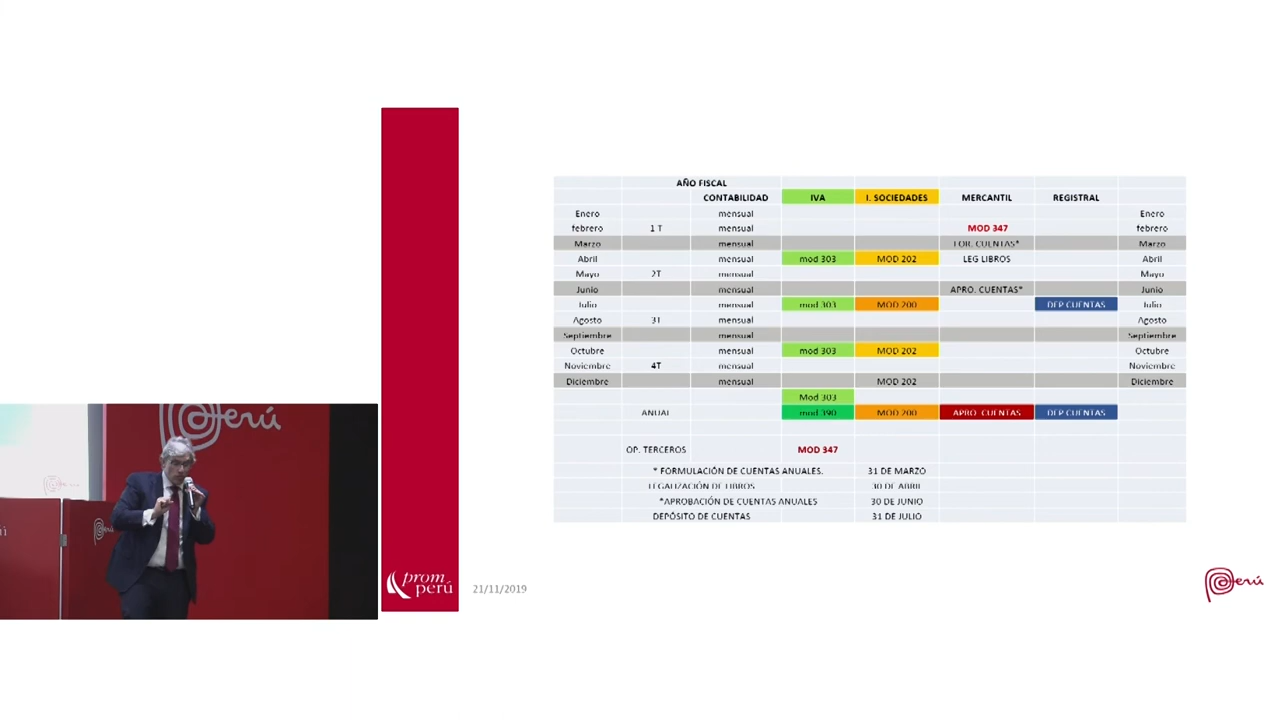 AÑO FISCAL
CONTABILIDAD IVA I. SOCIEDADES MERCANTIL REGISTRAL
Enero mensual Enero
febrero 1 T mensual MOD 347 febrero
Marzo mensual FOR. CUENTAS* Marzo
Abril mensual mod 303 MOD 202 LEG LIBROS Abril
Mayo 2T mensual Mayo
Junio mensual APRO. CUENTAS* Junio
Julio mensual mod 303 MOD 200 DEP CUENTAS Julio
Agosto 3T mensual Agosto
Septiembre mensual Septiembre
Octubre mensual mod 303 MOD 202 Octubre
Noviembre 4T mensual Noviembre
Diciembre mensual MOD 202 Diciembre
Mod 303
ANUAL mod 390 MOD 200 APRO. CUENTAS DEP CUENTAS
OP. TERCEROS MOD 347
* FORMULACIÓN DE CUENTAS ANUALES. 31 DE MARZO
LEGALIZACIÓN DE LIBROS 30 DE ABRIL
*APROBACIÓN DE CUENTAS ANUALES 30 DE JUNIO
DEPÓSITO DE CUENTAS 31 DE JULIO
Perú
prom
perú
21/11/2019
Perú